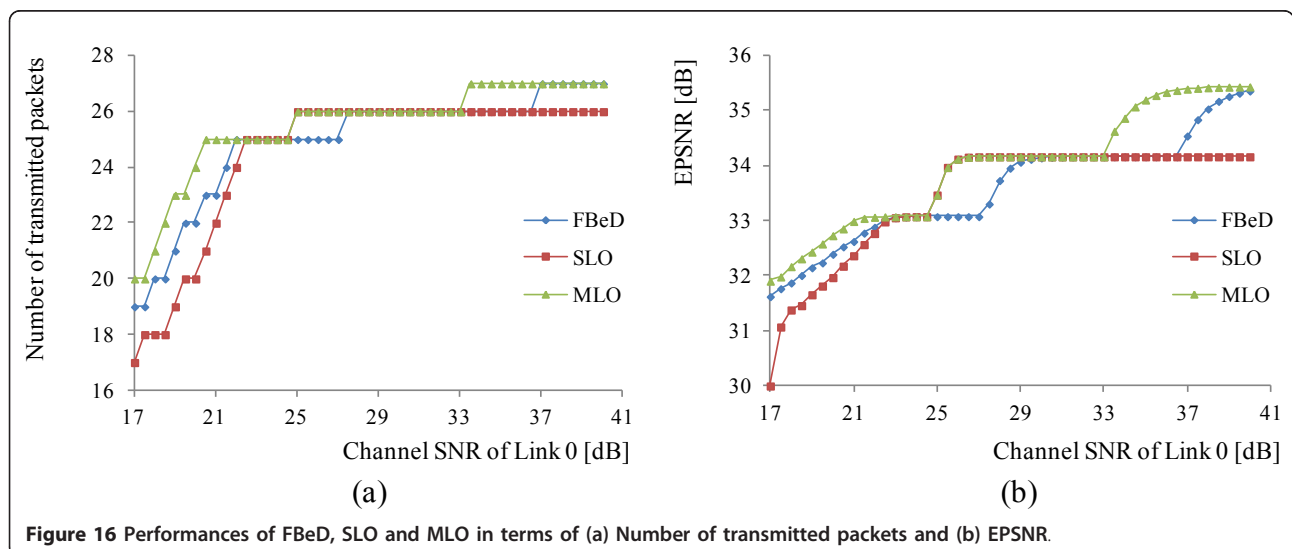 Number of transmitted packets
28
26
24
22
20
18
16
17 21 25 29 33 37 41
Channel SNR of Link 0 [dB]
FBeD
SLO
MLO
(a)
EPSNR [dB]
36
35
34
33
32
31
30
17 21 25 29 33 37 41
Channel SNR of Link 0 [dB]
FBeD
SLO
MLO
(b)
Figure 16 Performances of FBeD, SLO and MLO in terms of (a) Number of transmitted packets and (b) EPSNR.